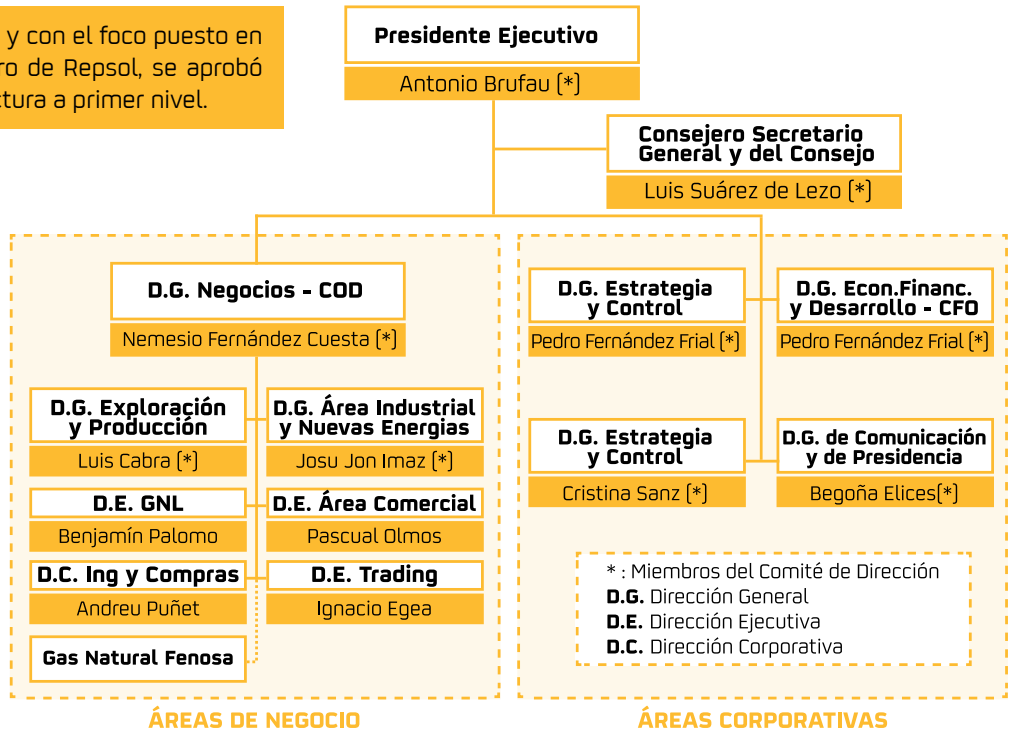 y con el foco puesto en
ro de Repsol, se aprobó
ctura a primer nivel.
Presidente Ejecutivo
Antonio Brufau (*)
Consejero Secretario
General y del Consejo
Luis Suárez de Lezo (*)
D.G. Negocios - COD
Nemesio Fernández Cuesta (*)
D.G. Exploración
y Producción
Luis Cabra (*)
D.G. Área Industrial
y Nuevas Energias
Josu Jon Imaz (*)
D.E. GNL
Benjamín Palomo
D.E. Área Comercial
Pascual Olmos
D.C. Ing y Compras
Andreu Puñet
D.E. Trading
Ignacio Egea
Gas Natural Fenosa
ÁREAS DE NEGOCIO
D.G. Estrategia
y Control
Pedro Fernández Frial (*)
D.G. Econ.Financ.
y Desarrollo - CFO
Pedro Fernández Frial (*)
D.G. Estrategia
y Control
Cristina Sanz (*)
D.G. de Comunicación
y de Presidencia
Begoña Elices(*)
* : Miembros del Comité de Dirección
D.G. Dirección General
D.E. Dirección Ejecutiva
D.C. Dirección Corporativa
ÁREAS CORPORATIVAS